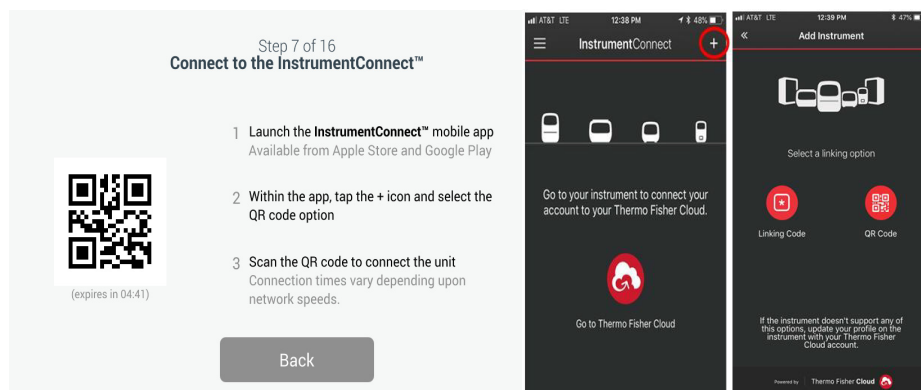 Step 7 of 16
Connect to the InstrumentConnect™
1 Launch the InstrumentConnect™ mobile app
Available from Apple Store and Google Play
2 Within the app, tap the + icon and select the
QR code option
3 Scan the QR code to connect the unit
Connection times vary depending upon
network speeds.
(expires in 04:41)
Back
AT&T LTE 12:38 PM 48%
InstrumentConnect +
Go to your instrument to connect your
account to your Thermo Fisher Cloud.
Go to Thermo Fisher Cloud
AT&T LTE 12:39 PM 47%
« Add Instrument
Select a linking option
Linking Code QR Code
If the instrument doesn't support any of
this options, update your profile on the
instrument with your Thermo Fisher
Cloud account.
Powered by Thermo Fisher Cloud